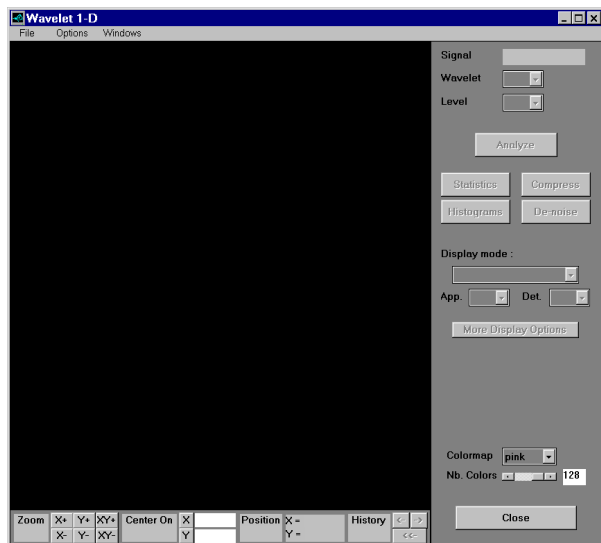 Wavelet 1-D
File Options Windows
Signal
Wavelet
Level
Analyze
Statistics Compress
Histograms De-noise
Display mode :
App. Det.
More Display Options
Colormap pink
Nb. Colors 128
Close
Zoom X+ Y+ XY+ Center On X Position X = History <- ->
X- Y- XY- Y Y = <<-